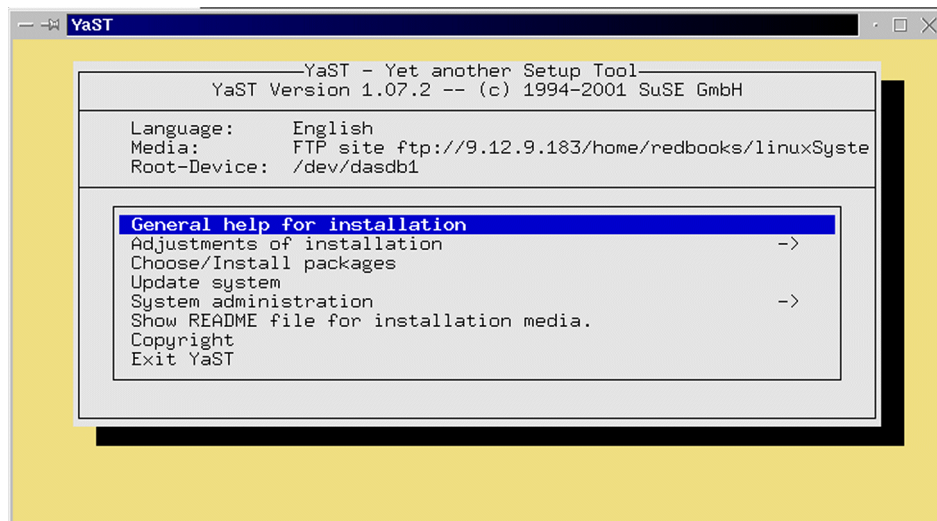 YaST
YaST - Yet another Setup Tool
YaST Version 1.07.2 -- (c) 1994-2001 SuSE GmbH
Language: English
Media: FTP site ftp://9.12.9.183/home/redbooks/linuxSyste
Root-Device: /dev/dasdb1
General help for installation
Adjustments of installation ->
Choose/Install packages
Update system
System administration ->
Show README file for installation media.
Copyright
Exit YaST